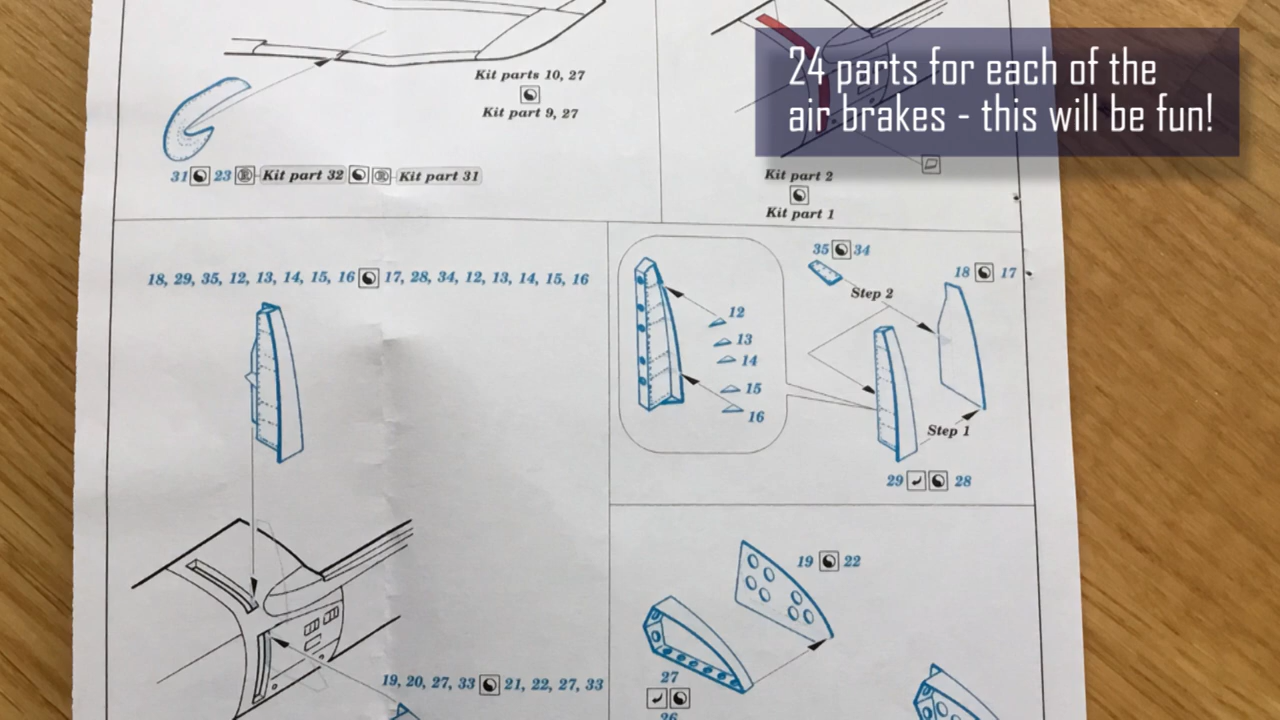 24 parts for each of the
air brakes - this will be fun!
Kit parts 10, 27
Kit part 9, 27
31 23 Kit part 32 Kit part 31
Kit part 2
Kit part 1
18, 29, 35, 12, 13, 14, 15, 16 17, 28, 34, 12, 13, 14, 15, 16
35 34
18 17
Step 2
12
13
14
15
16
Step 1
29 28
19 22
27
26
19, 20, 27, 33 21, 22, 27, 33